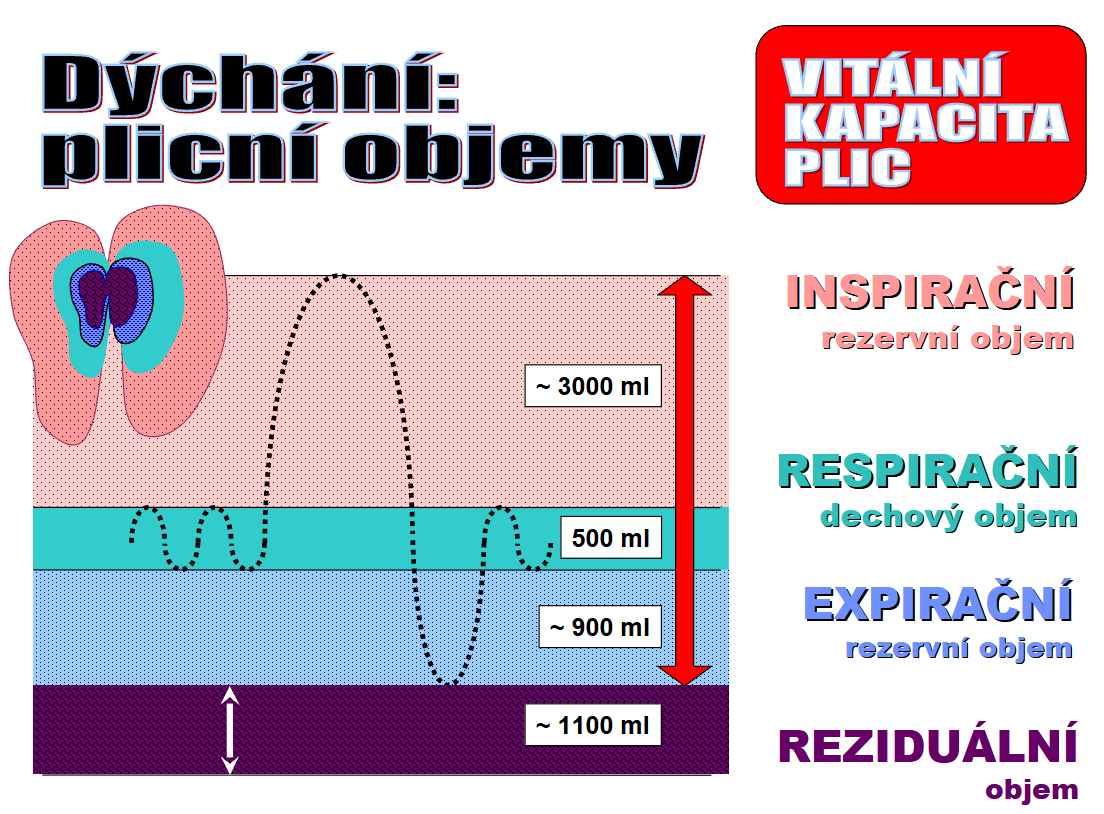 Dýchání:
plicní objemy
VITÁLNÍ
KAPACITA
PLIC
INSPIRAČNÍ
rezervní objem
~ 3000 ml
RESPIRAČNÍ
dechový objem
500 ml
EXPIRAČNÍ
rezervní objem
~ 900 ml
REZIDUÁLNÍ
objem
~ 1100 ml